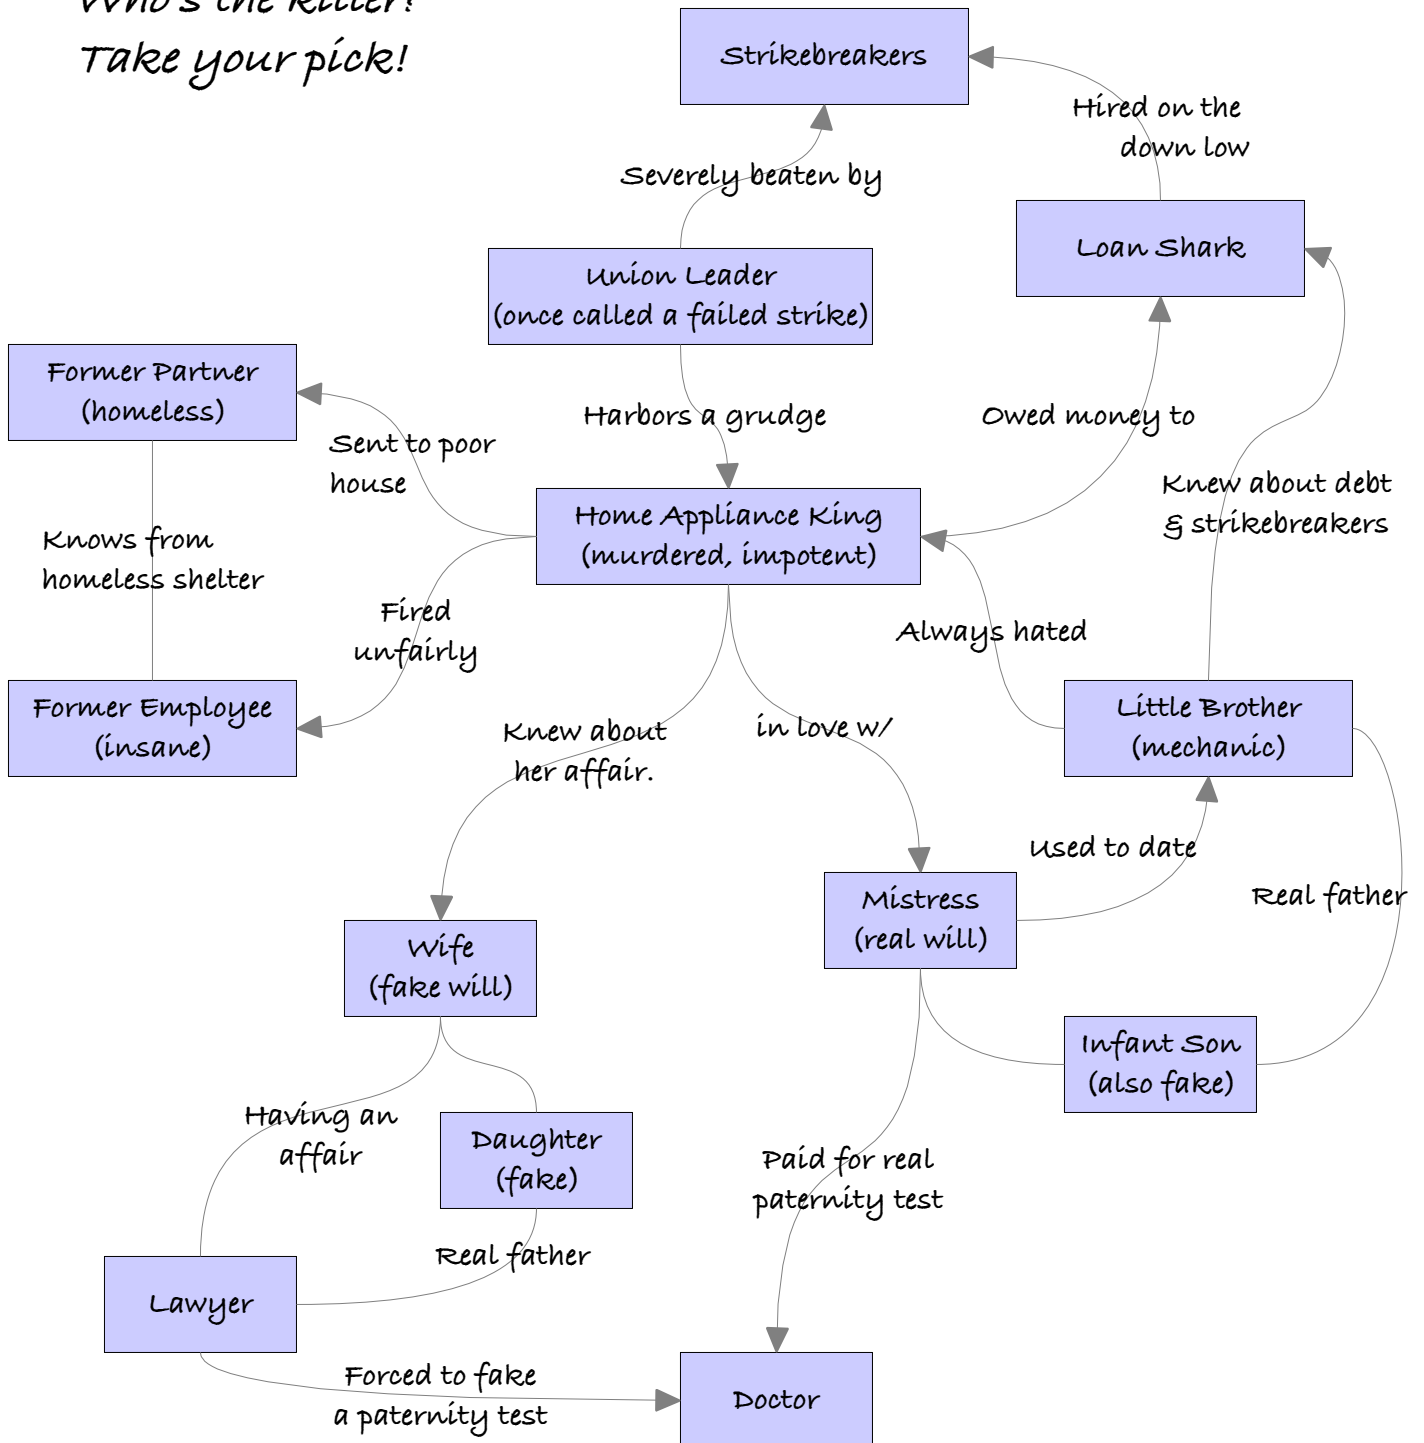 Who's the killer?
Take your pick!
Strikebreakers
Hired on the
down low
Severely beaten by
Loan Shark
Union Leader
(once called a failed strike)
Former Partner
(homeless)
Harbors a grudge
Owed money to
Sent to poor
house
Knew about debt
& strikebreakers
Home Appliance King
(murdered, impotent)
Knows from
homeless shelter
Fired
unfairly
Always hated
Former Employee
(insane)
Little Brother
(mechanic)
Knew about
her affair.
in love w/
Used to date
Mistress
(real will)
Real father
Wife
(fake will)
Infant Son
(also fake)
Having an
affair
Daughter
(fake)
Paid for real
paternity test
Real father
Lawyer
Forced to fake
a paternity test
Doctor